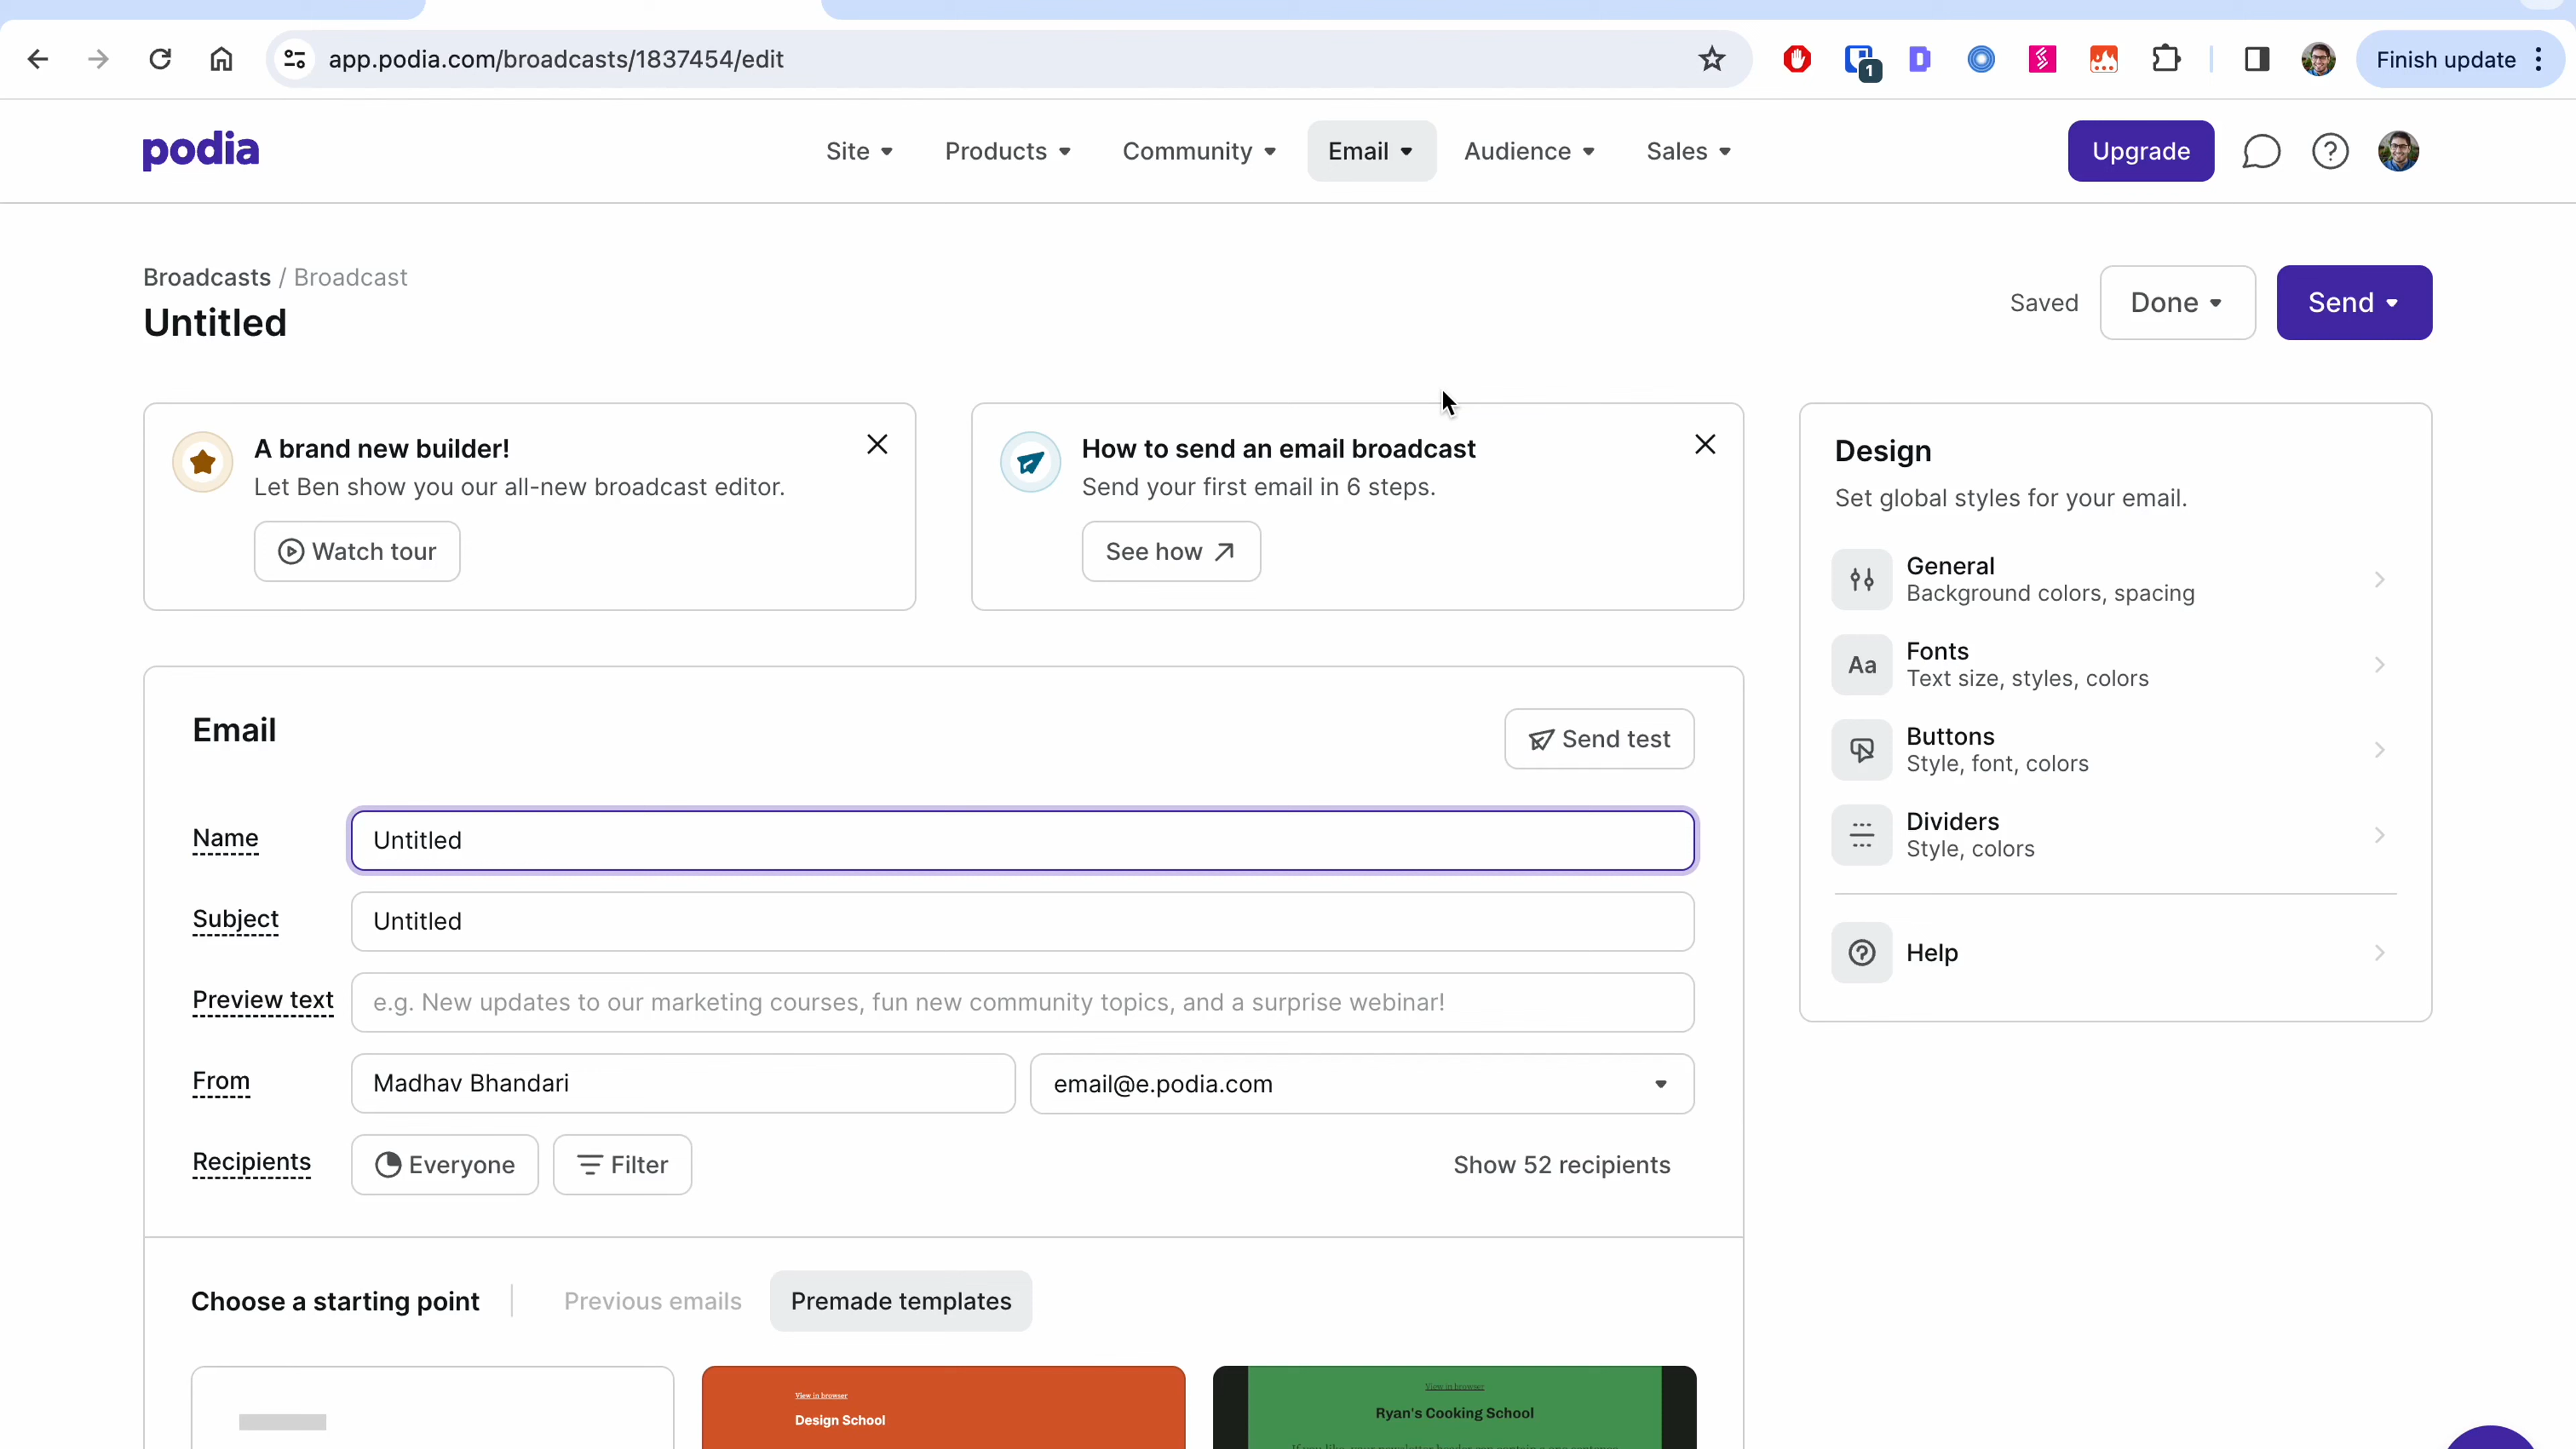 app.podia.com/broadcasts/1837454/edit
1
D
Finish update
podia
Site
Products
Community
Email
Audience
Sales
Upgrade
Broadcasts / Broadcast
Untitled
Saved
Done
Send
A brand new builder!
Let Ben show you our all-new broadcast editor.
Watch tour
How to send an email broadcast
Send your first email in 6 steps.
See how
Design
Set global styles for your email.
General
Background colors, spacing
Aa
Fonts
Text size, styles, colors
Buttons
Style, font, colors
Dividers
Style, colors
Help
Email
Send test
Name
Untitled
Subject
Untitled
Preview text
e.g. New updates to our marketing courses, fun new community topics, and a surprise webinar!
From
Madhav Bhandari
email@e.podia.com
Recipients
Everyone
Filter
Show 52 recipients
Choose a starting point
Previous emails
Premade templates
View in browser
Design School
View in browser
Ryan's Cooking School